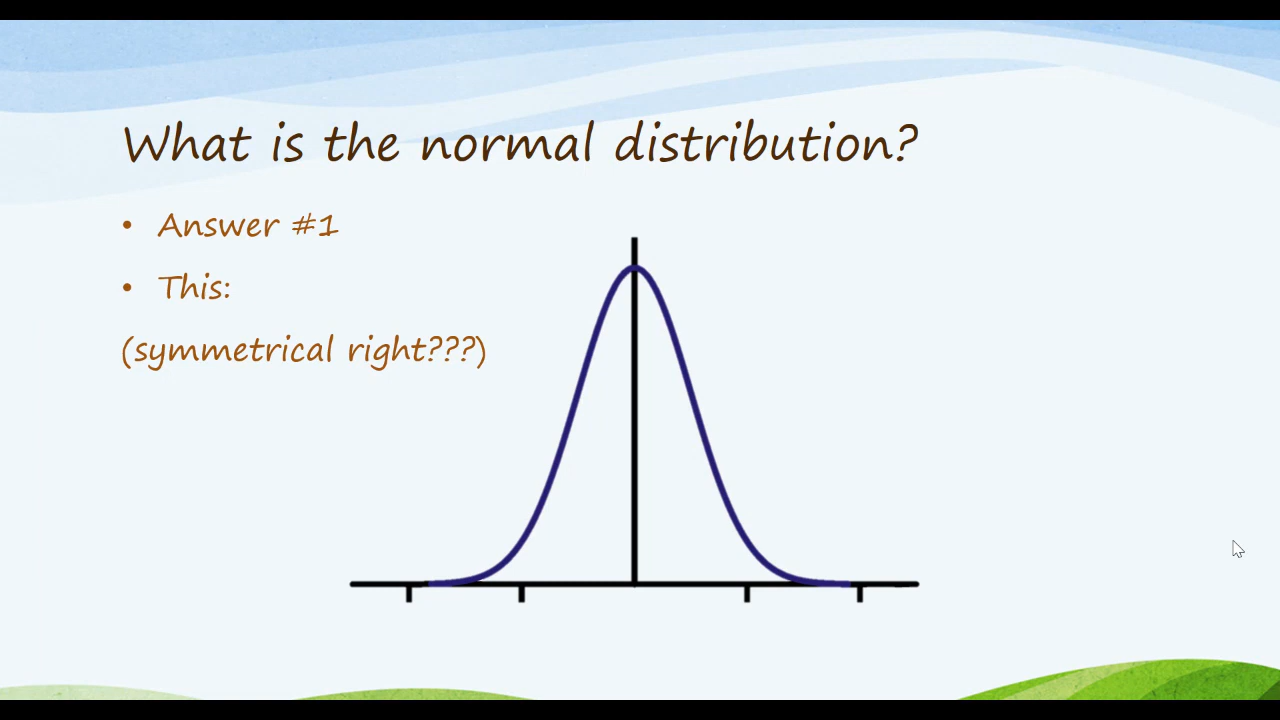 What is the normal distribution?
• Answer #1
• This:
(symmetrical right???)